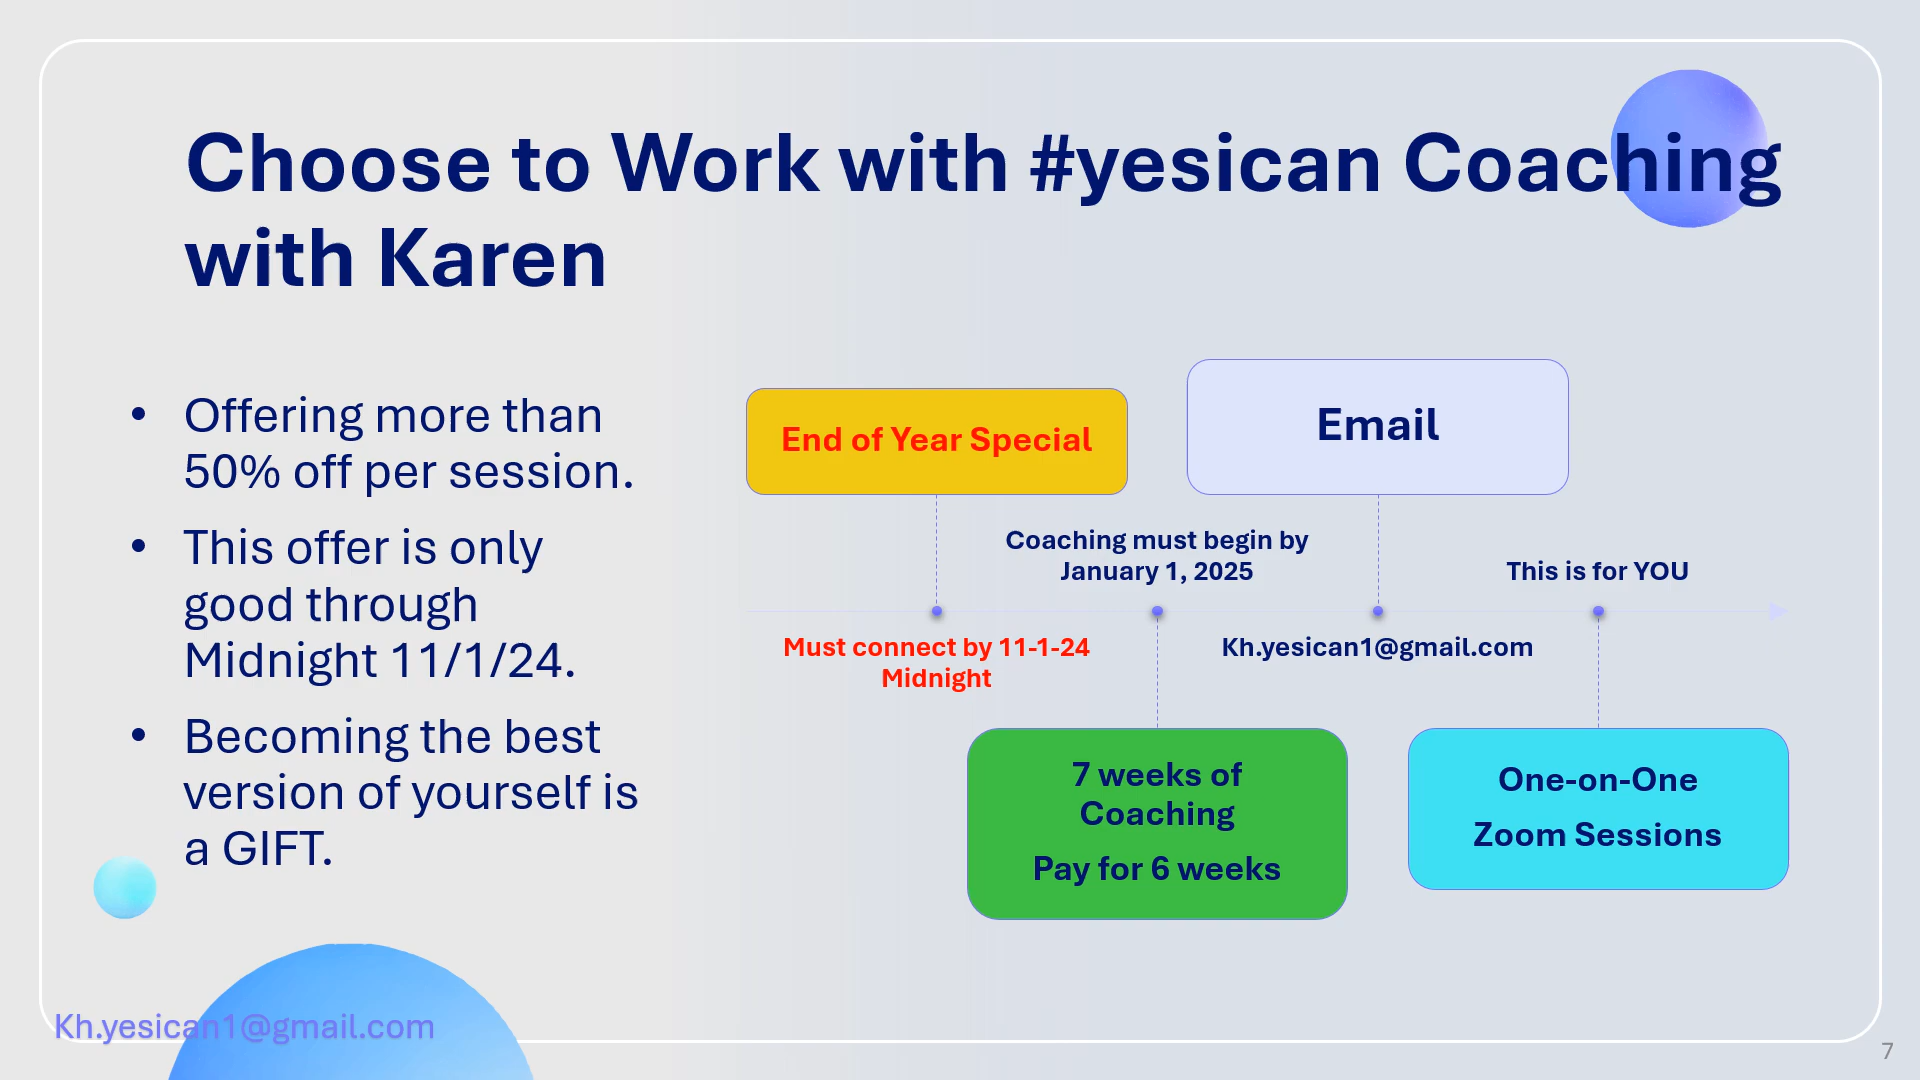 Choose to Work with #yesican Coaching
with Karen
• Offering more than
50% off per session.
• This offer is only
good through
Midnight 11/1/24.
• Becoming the best
version of yourself is
a GIFT.
End of Year Special
Must connect by 11-1-24
Midnight
Coaching must begin by
January 1, 2025
7 weeks of
Coaching
Pay for 6 weeks
Email
Kh.yesican1@gmail.com
This is for YOU
One-on-One
Zoom Sessions
Kh.yesican1@gmail.com
7